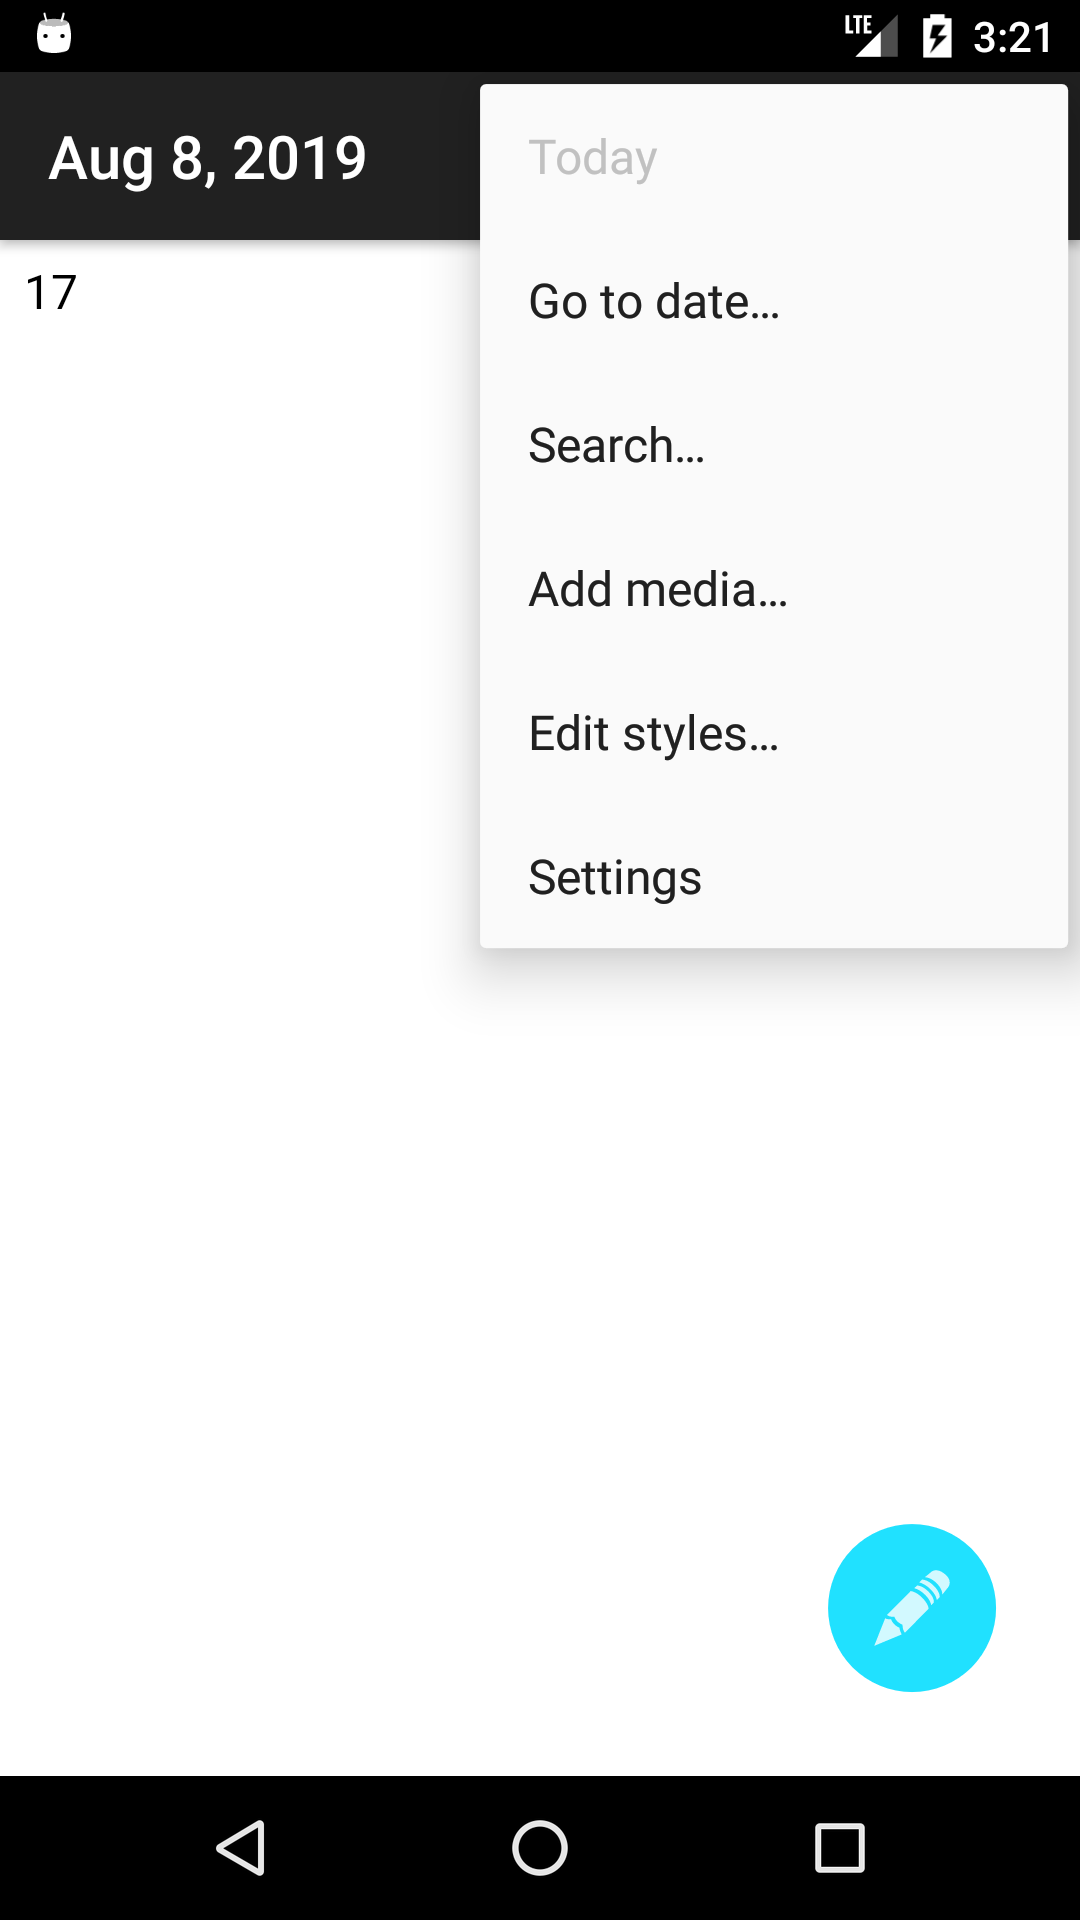 LTE 3:21
Aug 8, 2019
Today
17
Go to date…
Search…
Add media…
Edit styles…
Settings